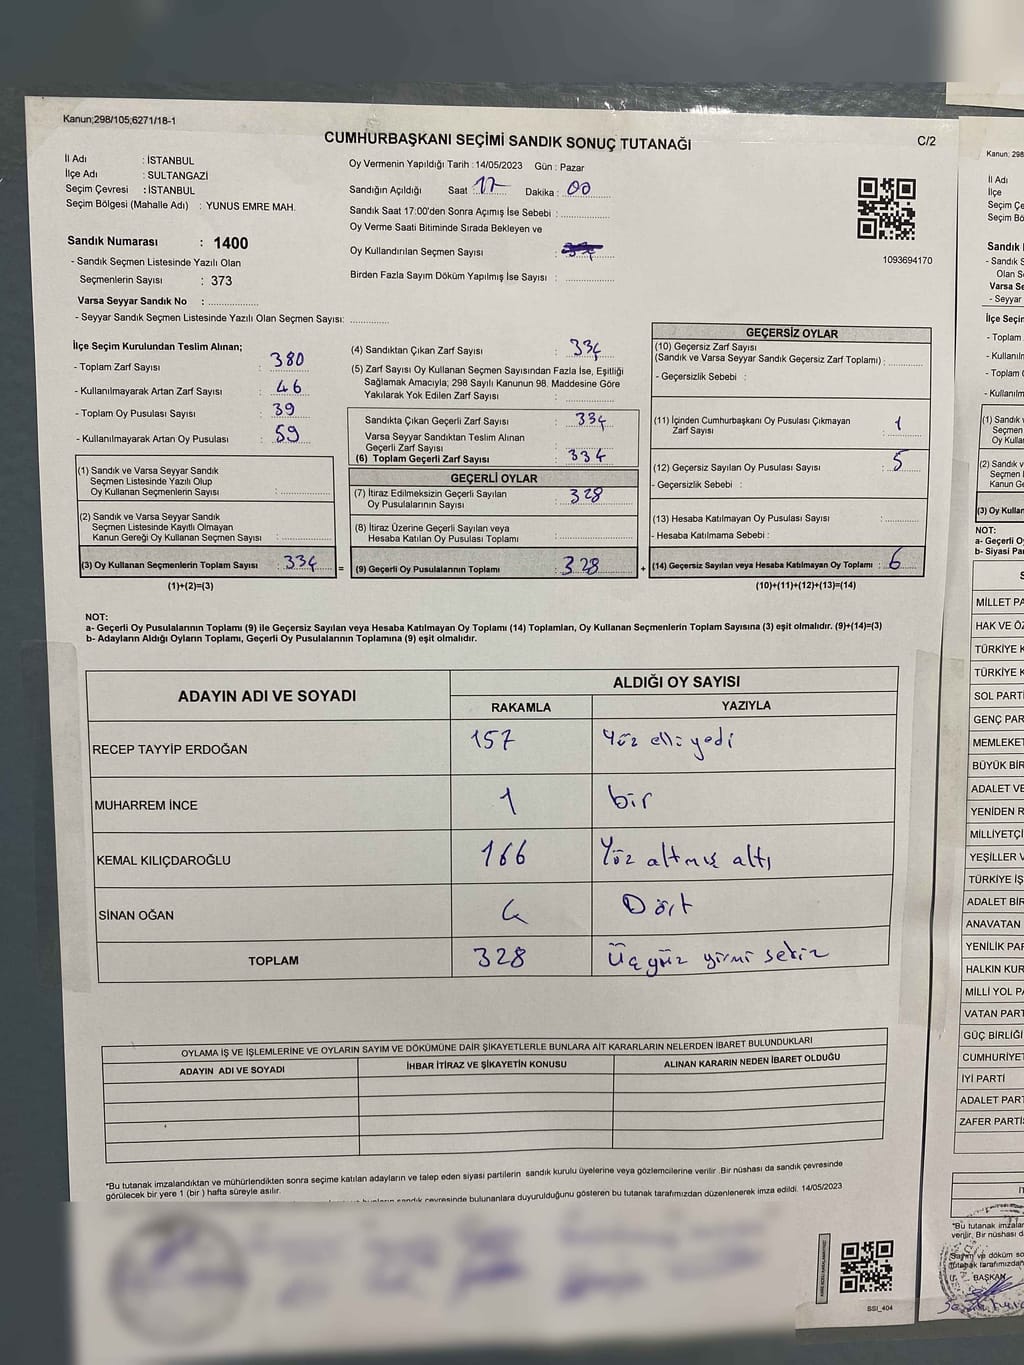 Kanun;298/105;6271/18-1
CUMHURBAŞKANI SEÇİMİ SANDIK SONUÇ TUTANAĞI
C/2
İl Adı : İSTANBUL
İlçe Adı : SULTANGAZİ
Seçim Çevresi : İSTANBUL
Seçim Bölgesi (Mahalle Adı) : YUNUS EMRE MAH.
Oy Vermenin Yapıldığı Tarih : 14/05/2023 Gün : Pazar
Sandığın Açıldığı Saat 17 Dakika : 00
Sandık Saat 17:00'den Sonra Açımış İse Sebebi :
Oy Verme Saati Bitiminde Sırada Bekleyen ve
Oy Kullandırılan Seçmen Sayısı :
Birden Fazla Sayım Döküm Yapılmış İse Sayısı :
1093694170
Sandık Numarası : 1400
- Sandık Seçmen Listesinde Yazılı Olan
Seçmenlerin Sayısı : 373
Varsa Seyyar Sandık No :
- Seyyar Sandık Seçmen Listesinde Yazılı Olan Seçmen Sayısı:
İlçe Seçim Kurulundan Teslim Alınan;
- Toplam Zarf Sayısı : 380
- Kullanılmayarak Artan Zarf Sayısı : 46
- Toplam Oy Pusulası Sayısı : 39
- Kullanılmayarak Artan Oy Pusulası : 59
(1) Sandık ve Varsa Seyyar Sandık
Seçmen Listesinde Yazılı Olup
Oy Kullanan Seçmenlerin Sayısı :
(2) Sandık ve Varsa Seyyar Sandık
Seçmen Listesinde Kayıtlı Olmayan
Kanun Gereği Oy Kullanan Seçmen Sayısı :
(3) Oy Kullanan Seçmenlerin Toplam Sayısı : 334
(1)+(2)=(3)
(4) Sandıktan Çıkan Zarf Sayısı : 334
(5) Zarf Sayısı Oy Kullanan Seçmen Sayısından Fazla İse, Eşitliği
Sağlamak Amacıyla; 298 Sayılı Kanunun 98. Maddesine Göre
Yakılarak Yok Edilen Zarf Sayısı :
Sandıkta Çıkan Geçerli Zarf Sayısı : 334
Varsa Seyyar Sandıktan Teslim Alınan
Geçerli Zarf Sayısı :
(6) Toplam Geçerli Zarf Sayısı : 334
GEÇERLİ OYLAR
(7) İtiraz Edilmeksizin Geçerli Sayılan
Oy Pusulalarının Sayısı : 328
(8) İtiraz Üzerine Geçerli Sayılan veya
Hesaba Katılan Oy Pusulası Toplamı :
= (9) Geçerli Oy Pusulalarının Toplamı : 328
GEÇERSİZ OYLAR
(10) Geçersiz Zarf Sayısı
(Sandık ve Varsa Seyyar Sandık Geçersiz Zarf Toplamı) :
- Geçersizlik Sebebi :
(11) İçinden Cumhurbaşkanı Oy Pusulası Çıkmayan
Zarf Sayısı : 1
(12) Geçersiz Sayılan Oy Pusulası Sayısı : 5
- Geçersizlik Sebebi :
(13) Hesaba Katılmayan Oy Pusulası Sayısı :
- Hesaba Katılmama Sebebi :
+ (14) Geçersiz Sayılan veya Hesaba Katılmayan Oy Toplamı : 6
(10)+(11)+(12)+(13)=(14)
NOT:
a- Geçerli Oy Pusulalarının Toplamı (9) ile Geçersiz Sayılan veya Hesaba Katılmayan Oy Toplamı (14) Toplamları, Oy Kullanan Seçmenlerin Toplam Sayısına (3) eşit olmalıdır. (9)+(14)=(3)
b- Adayların Aldığı Oyların Toplamı, Geçerli Oy Pusulalarının Toplamına (9) eşit olmalıdır.
ADAYIN ADI VE SOYADI
ALDIĞI OY SAYISI
RAKAMLA YAZIYLA
RECEP TAYYİP ERDOĞAN 157 Yüz elli yedi
MUHARREM İNCE 1 bir
KEMAL KILIÇDAROĞLU 166 Yüz altmış altı
SİNAN OĞAN 4 Dört
TOPLAM 328 Üç yüz yirmi sekiz
OYLAMA İŞ VE İŞLEMLERİNE VE OYLARIN SAYIM VE DÖKÜMÜNE DAİR ŞİKAYETLERLE BUNLARA AİT KARARLARIN NELERDEN İBARET BULUNDUKLARI
ADAYIN ADI VE SOYADI
İHBAR İTİRAZ VE ŞİKAYETİN KONUSU
ALINAN KARARIN NEDEN İBARET OLDUĞU
*Bu tutanak imzalandıktan ve mühürlendikten sonra seçime katılan adayların ve talep eden siyasi partilerin sandık kurulu üyelerine veya gözlemcilerine verilir .Bir nüshası da sandık çevresinde
görülecek bir yere 1 (bir ) hafta süreyle asılır.
sandık çevresinde bulunanlara duyurulduğunu gösteren bu tutanak tarafımızdan düzenlenerek imza edildi. 14/05/2023
SSI_404
Kanun; 298
İl Adı
İlçe
Seçim Çe
Seçim Bö
Sandık
- Sandık S
Olan S
Varsa Se
- Seyyar
İlçe Seçin
- Toplam
- Kullanılm
- Toplam
- Kullanılm
(1) Sandık v
Seçmen
Oy Kulla
(2) Sandık ve
Seçmen L
Kanun Ge
(3) Oy Kullan
NOT:
a- Geçerli Oy
b- Siyasi Pa
MİLLET PA
HAK VE ÖZ
TÜRKİYE K
TÜRKİYE K
SOL PARTİ
GENÇ PAR
MEMLEKET
BÜYÜK BİR
ADALET VE
YENİDEN R
MİLLİYETÇİ
YEŞİLLER V
TÜRKİYE İŞ
ADALET BİR
ANAVATAN
YENİLİK PAR
HALKIN KUR
MİLLİ YOL PA
VATAN PART
GÜÇ BİRLİĞİ
CUMHURİYET
İYİ PARTİ
ADALET PART
ZAFER PARTİS
*Bu tutanak imzalan
verilir. Bir nüshası d
Sayım ve döküm so
tutanak tarafımızdan
BAŞKAN